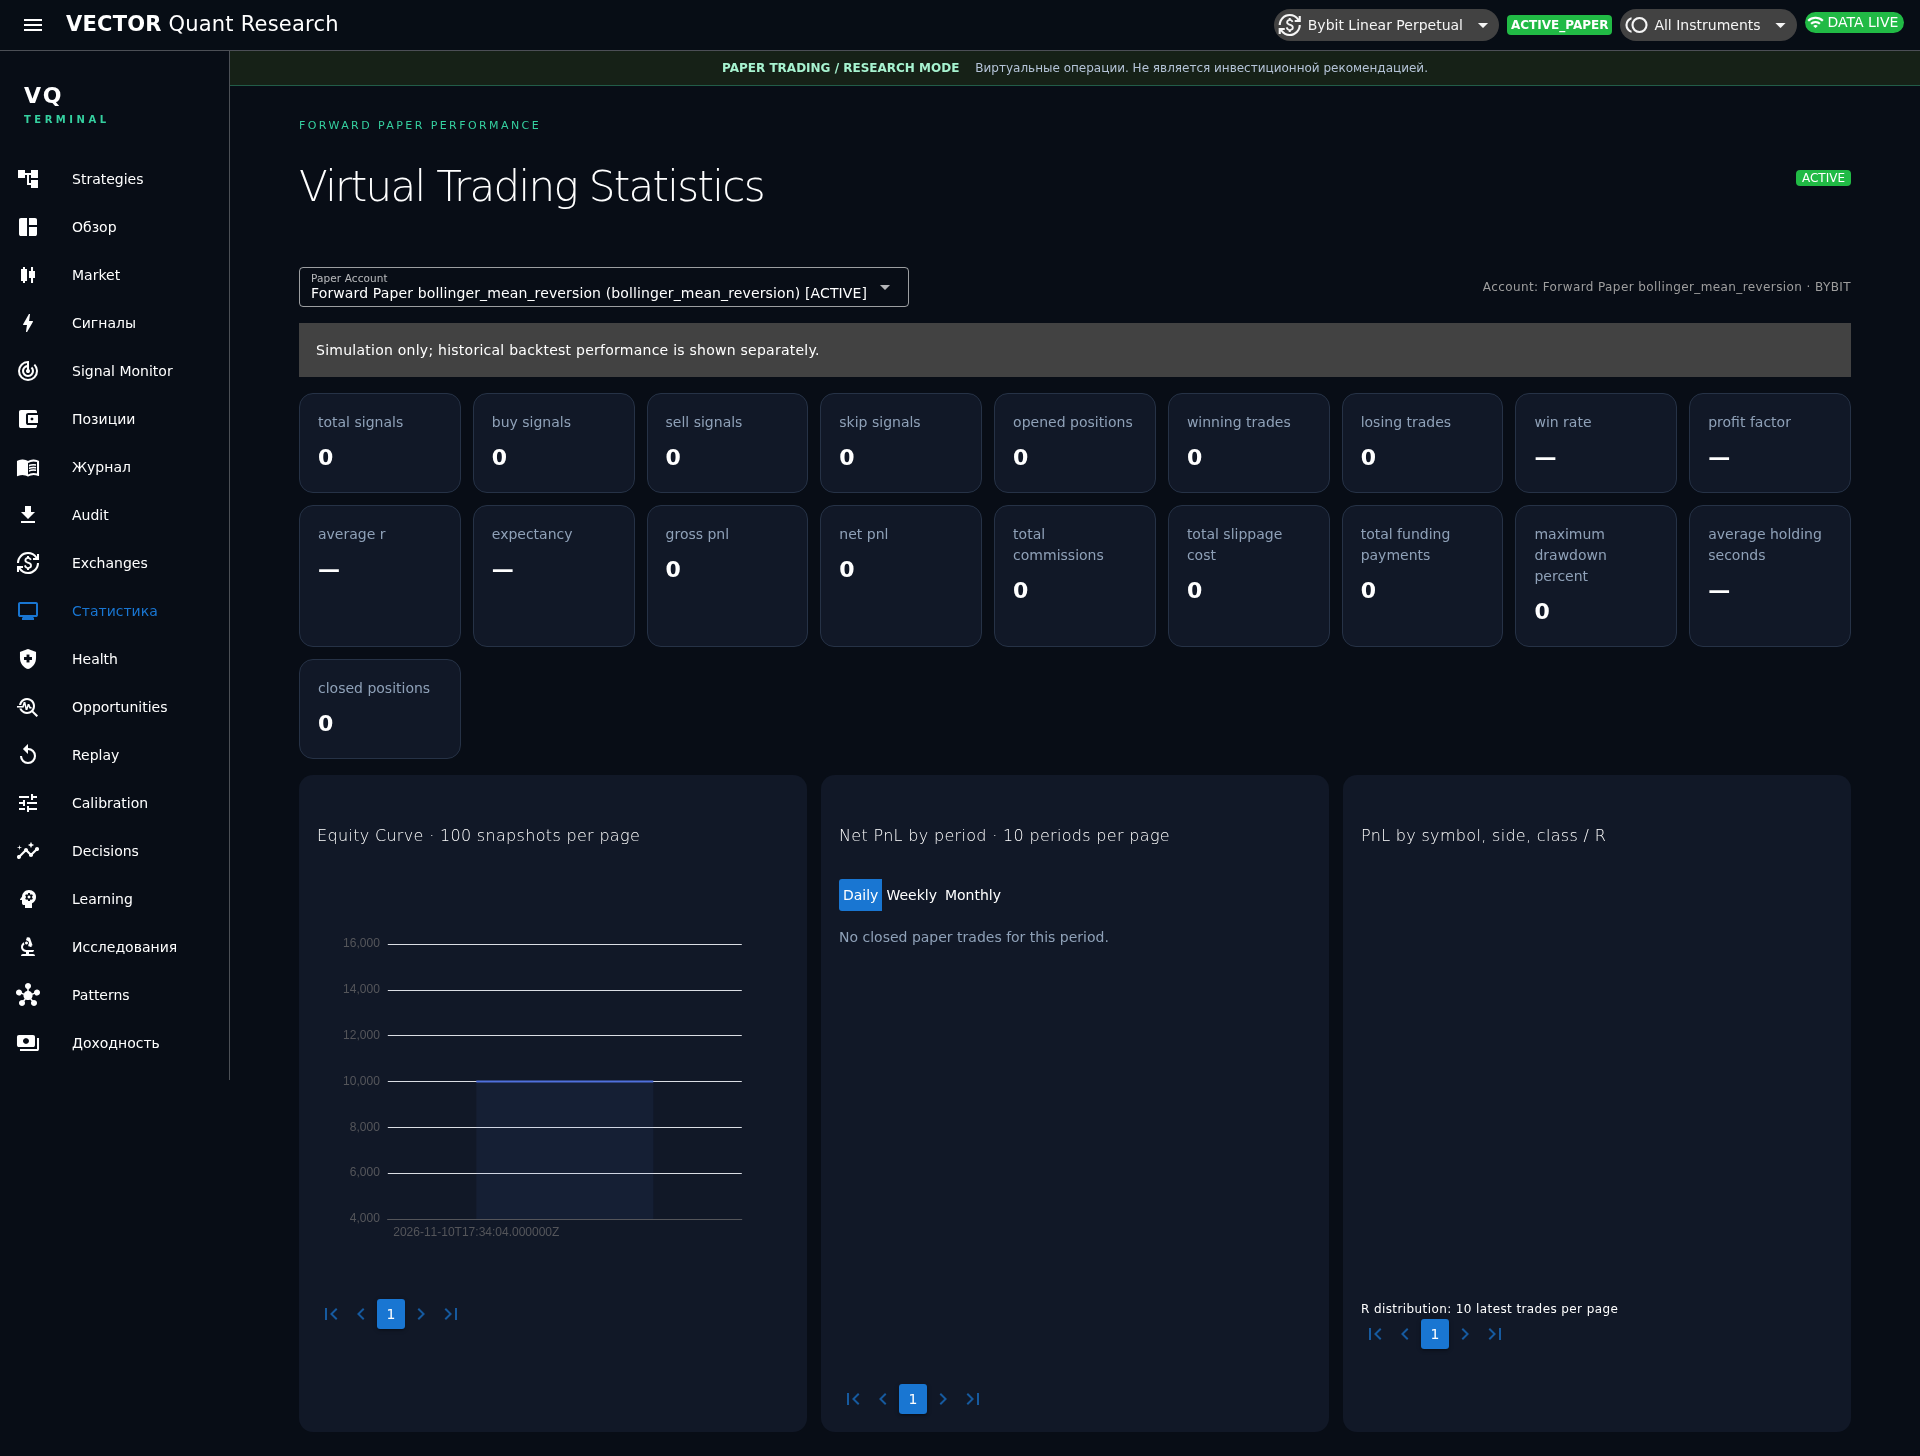 VECTOR Quant Research
Bybit Linear Perpetual
ACTIVE_PAPER
All Instruments
DATA LIVE
VQ
TERMINAL
Strategies
Обзор
Market
Сигналы
Signal Monitor
Позиции
Журнал
Audit
Exchanges
Статистика
Health
Opportunities
Replay
Calibration
Decisions
Learning
Исследования
Patterns
Доходность
PAPER TRADING / RESEARCH MODE Виртуальные операции. Не является инвестиционной рекомендацией.
FORWARD PAPER PERFORMANCE
Virtual Trading Statistics
ACTIVE
Paper Account
Forward Paper bollinger_mean_reversion (bollinger_mean_reversion) [ACTIVE]
Account: Forward Paper bollinger_mean_reversion · BYBIT
Simulation only; historical backtest performance is shown separately.
total signals
0
buy signals
0
sell signals
0
skip signals
0
opened positions
0
winning trades
0
losing trades
0
win rate
—
profit factor
—
average r
—
expectancy
—
gross pnl
0
net pnl
0
total
commissions
0
total slippage
cost
0
total funding
payments
0
maximum
drawdown
percent
0
average holding
seconds
—
closed positions
0
Equity Curve · 100 snapshots per page
16,000
14,000
12,000
10,000
8,000
6,000
4,000
2026-11-10T17:34:04.000000Z
1
Net PnL by period · 10 periods per page
Daily Weekly Monthly
No closed paper trades for this period.
1
PnL by symbol, side, class / R
R distribution: 10 latest trades per page
1